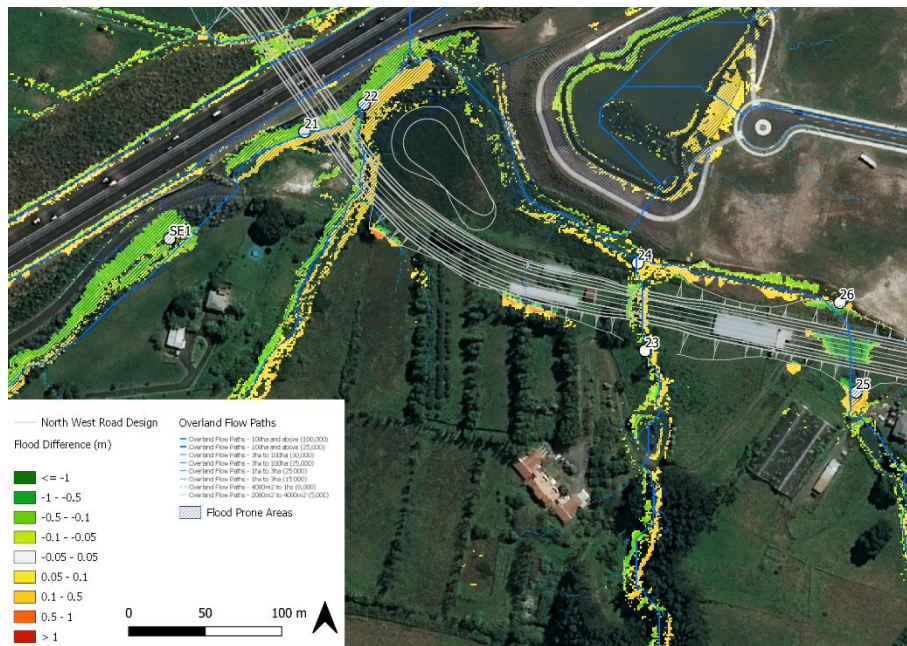 22
21
SE1
24
26
23
25
North West Road Design
Flood Difference (m)
<= -1
-1 - -0.5
-0.5 - -0.1
-0.1 - -0.05
-0.05 - 0.05
0.05 - 0.1
0.1 - 0.5
0.5 - 1
> 1
Overland Flow Paths
Overland Flow Paths - 100ha and above (100,000)
Overland Flow Paths - 100ha and above (25,000)
Overland Flow Paths - 3ha to 100ha (50,000)
Overland Flow Paths - 3ha to 100ha (25,000)
Overland Flow Paths - 1ha to 3ha (25 000)
Overland Flow Paths - 1ha to 3ha (15 000)
Overland Flow Paths - 4000m2 to 1ha (8,000)
Overland Flow Paths - 2000m2 to 4000m2 (5,000)
Flood Prone Areas
0 50 100 m